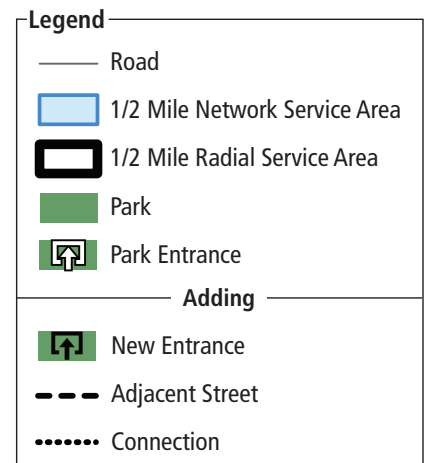 Legend
Road
1/2 Mile Network Service Area
1/2 Mile Radial Service Area
Park
Park Entrance
Adding
New Entrance
Adjacent Street
Connection